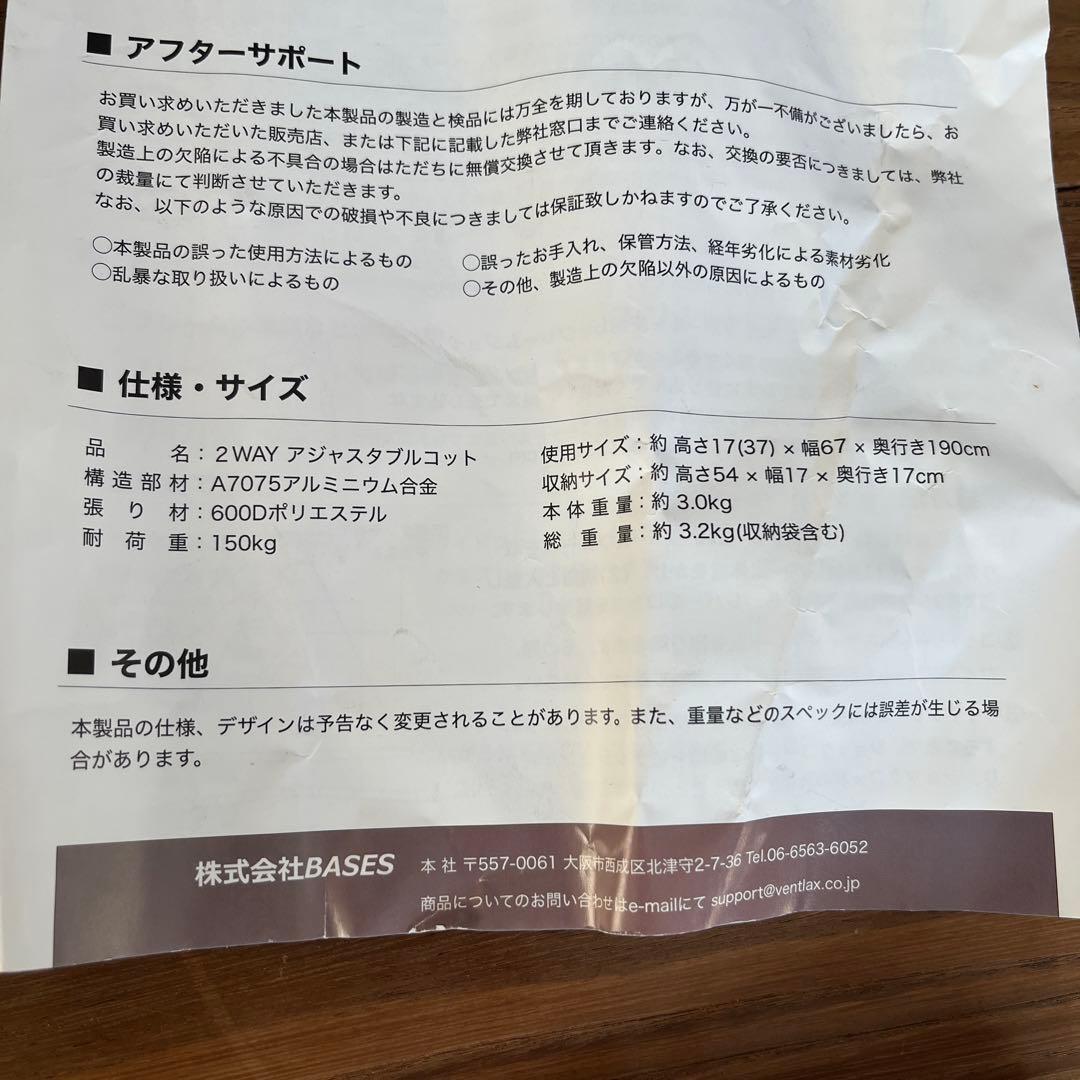 ■ アフターサポート
お買い求めいただきました本製品の製造と検品には万全を期しておりますが、万が一不備がございましたら、お
買い求めいただいた販売店、または下記に記載した弊社窓口までご連絡ください。
製造上の欠陥による不具合の場合はただちに無償交換させて頂きます。なお、交換の要否につきましては、弊社
の裁量にて判断させていただきます。
なお、以下のような原因での破損や不良につきましては保証致しかねますのでご了承ください。
○本製品の誤った使用方法によるもの
○乱暴な取り扱いによるもの
○誤ったお手入れ、保管方法、経年劣化による素材劣化
○その他、製造上の欠陥以外の原因によるもの
■ 仕様・サイズ
品名：2WAY アジャスタブルコット
構造部材：A7075アルミニウム合金
張り材：600Dポリエステル
耐荷重：150kg
使用サイズ：約 高さ17(37) × 幅67 × 奥行き190cm
収納サイズ：約 高さ54 × 幅17 × 奥行き17cm
本体重量：約 3.0kg
総重量：約 3.2kg(収納袋含む)
■ その他
本製品の仕様、デザインは予告なく変更されることがあります。また、重量などのスペックには誤差が生じる場
合があります。
株式会社BASES
本 社 〒557-0061 大阪市西成区北津守2-7-36 Tel.06-6563-6052
商品についてのお問い合わせはe-mailにて support@ventlax.co.jp